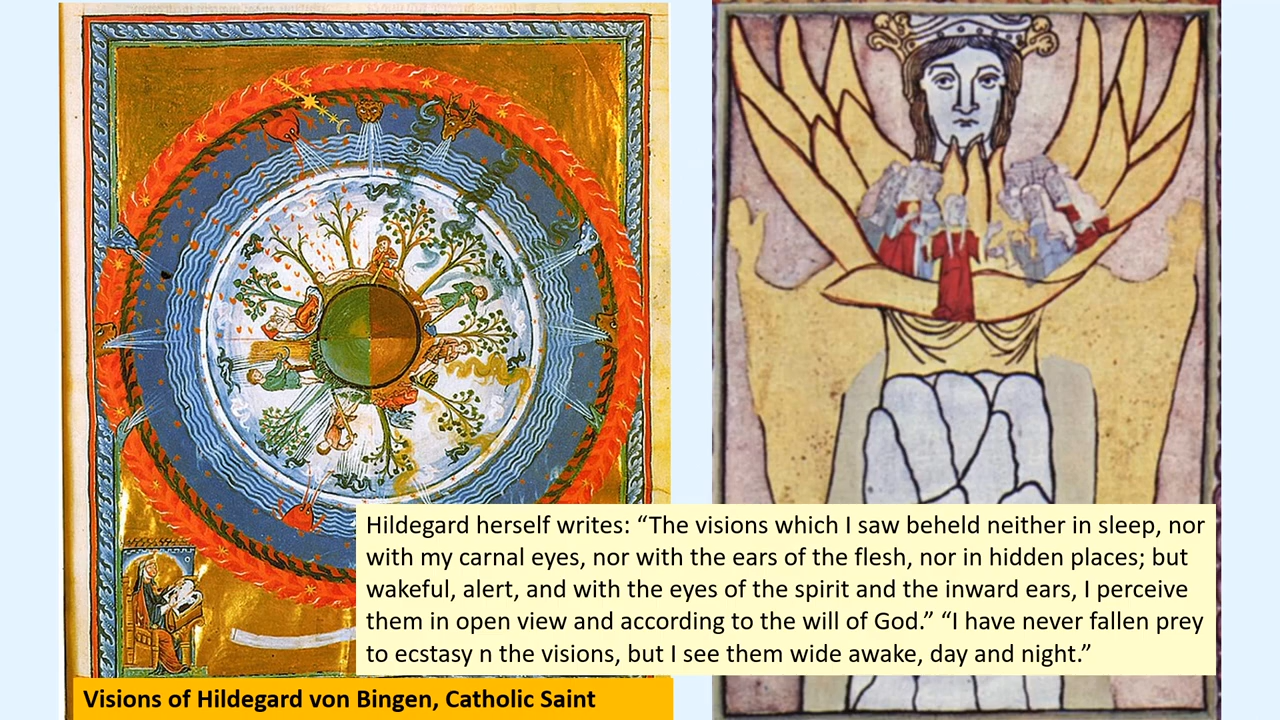 Hildegard herself writes: “The visions which I saw beheld neither in sleep, nor
with my carnal eyes, nor with the ears of the flesh, nor in hidden places; but
wakeful, alert, and with the eyes of the spirit and the inward ears, I perceive
them in open view and according to the will of God.” “I have never fallen prey
to ecstasy n the visions, but I see them wide awake, day and night.”
Visions of Hildegard von Bingen, Catholic Saint